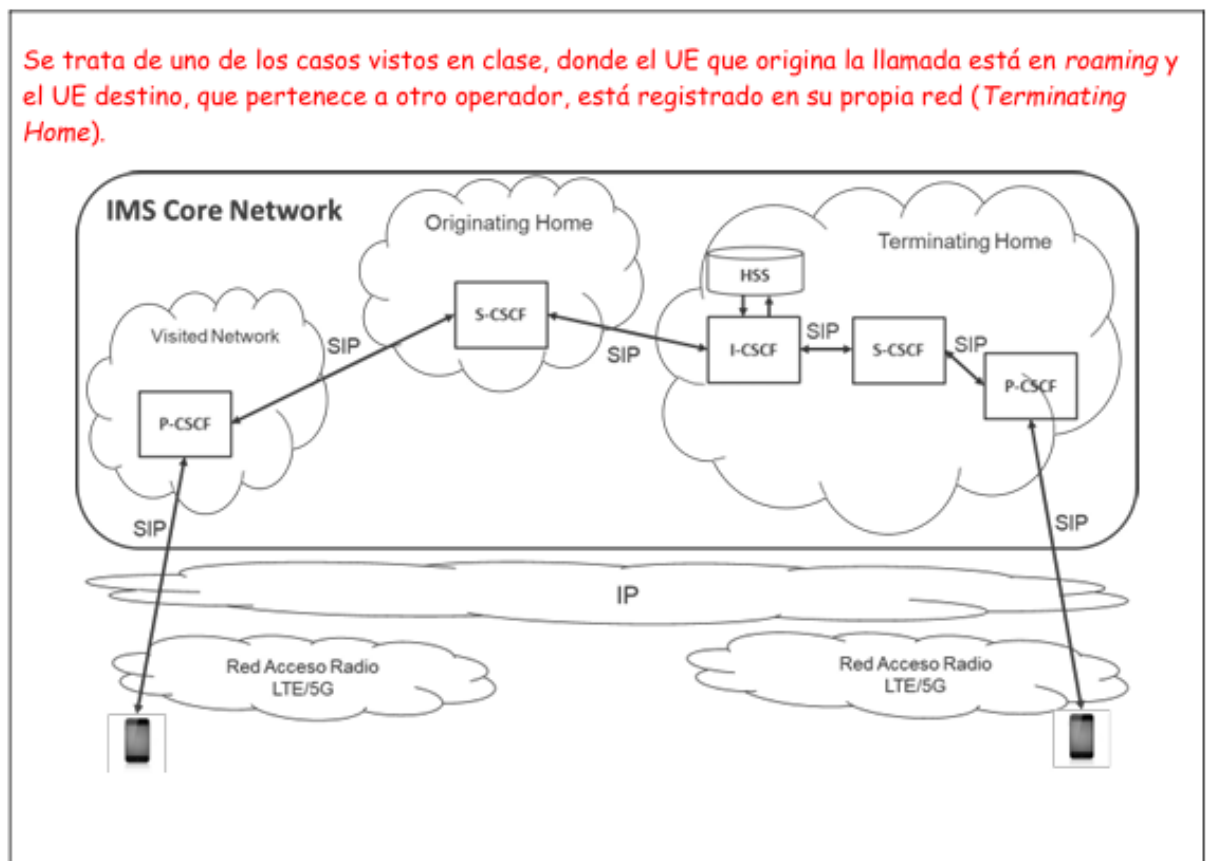 Se trata de uno de los casos vistos en clase, donde el UE que origina la llamada está en roaming y
el UE destino, que pertenece a otro operador, está registrado en su propia red (Terminating
Home).
IMS Core Network
Originating Home
Terminating Home
HSS
Visited Network
SIP
S-CSCF
SIP
I-CSCF
SIP
S-CSCF
SIP
P-CSCF
P-CSCF
SIP
SIP
IP
Red Acceso Radio
LTE/5G
Red Acceso Radio
LTE/5G